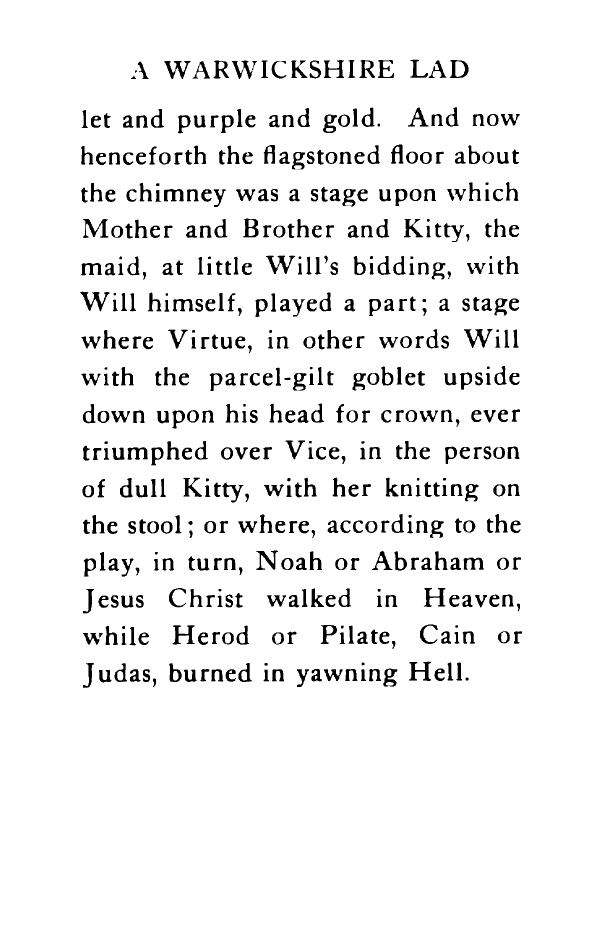 A WARWICKSHIRE LAD
let and purple and gold. And now
henceforth the flagstoned floor about
the chimney was a stage upon which
Mother and Brother and Kitty, the
maid, at little Will's bidding, with
Will himself, played a part; a stage
where Virtue, in other words Will
with the parcel-gilt goblet upside
down upon his head for crown, ever
triumphed over Vice, in the person
of dull Kitty, with her knitting on
the stool; or where, according to the
play, in turn, Noah or Abraham or
Jesus Christ walked in Heaven,
while Herod or Pilate, Cain or
Judas, burned in yawning Hell.